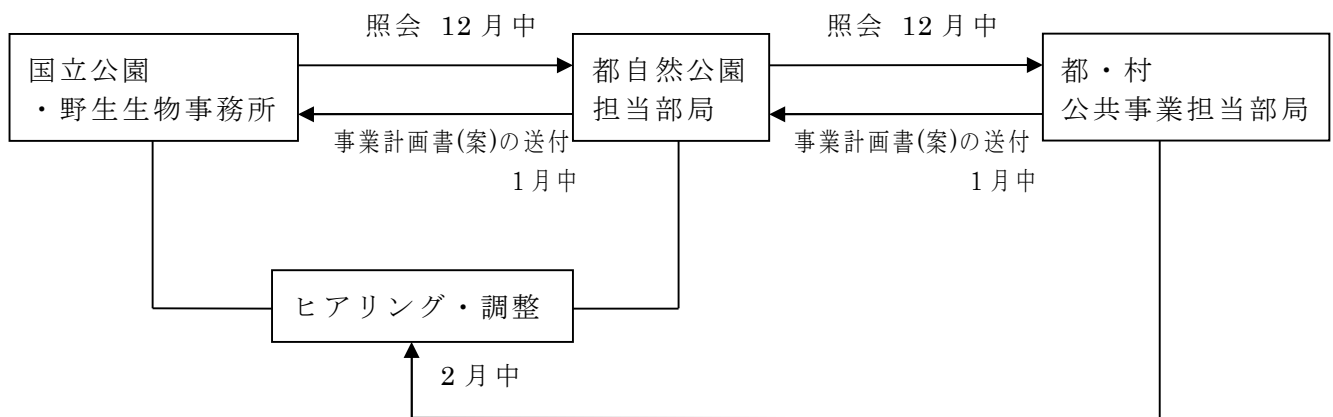 照会 12月中
照会 12月中
国立公園
・野生生物事務所
都自然公園
担当部局
都・村
公共事業担当部局
事業計画書(案)の送付
1月中
事業計画書(案)の送付
1月中
ヒアリング・調整
2月中